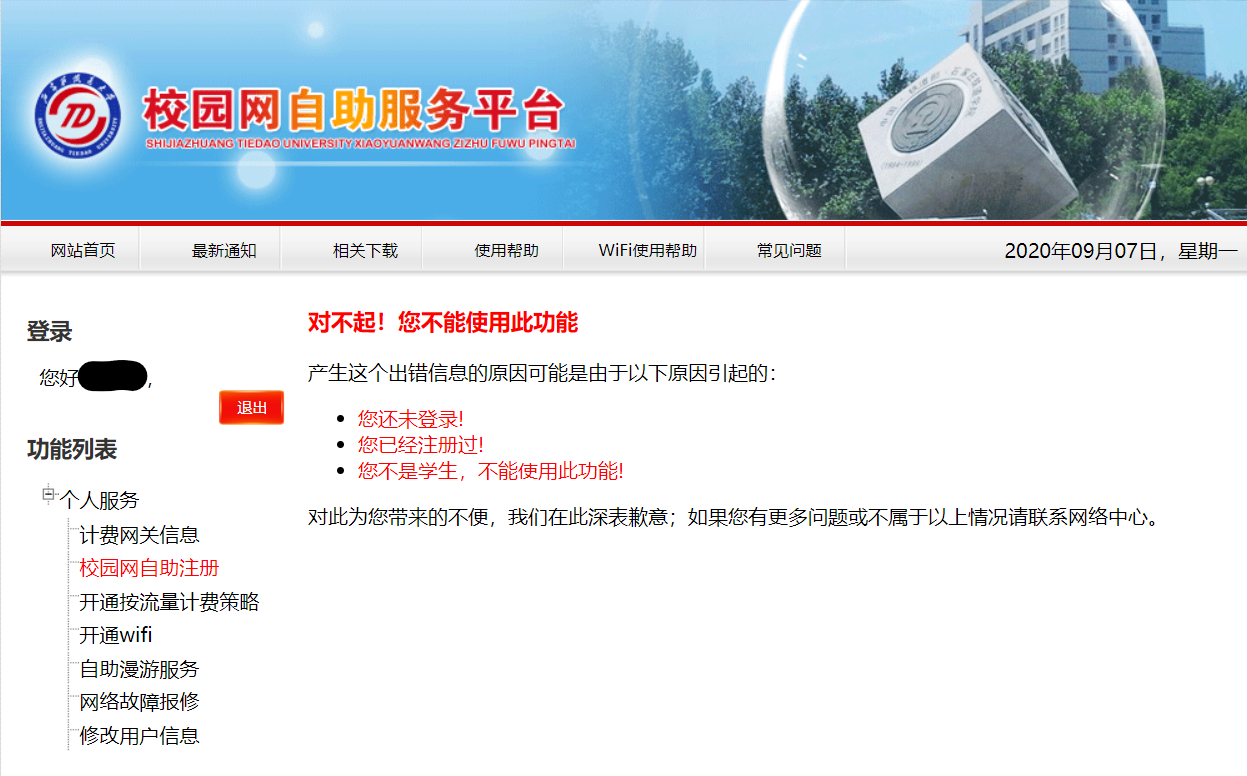 校园网自助服务平台
SHIJIAZHUANG TIEDAO UNIVERSITY XIAOYUANWANG ZIZHU FUWU PINGTAI
网站首页
最新通知
相关下载
使用帮助
WiFi使用帮助
常见问题
2020年09月07日，星期一
登录
您好 ,
退出
功能列表
个人服务
计费网关信息
校园网自助注册
开通按流量计费策略
开通wifi
自助漫游服务
网络故障报修
修改用户信息
对不起！您不能使用此功能
产生这个出错信息的原因可能是由于以下原因引起的：
您还未登录!
您已经注册过!
您不是学生，不能使用此功能!
对此为您带来的不便，我们在此深表歉意；如果您有更多问题或不属于以上情况请联系网络中心。